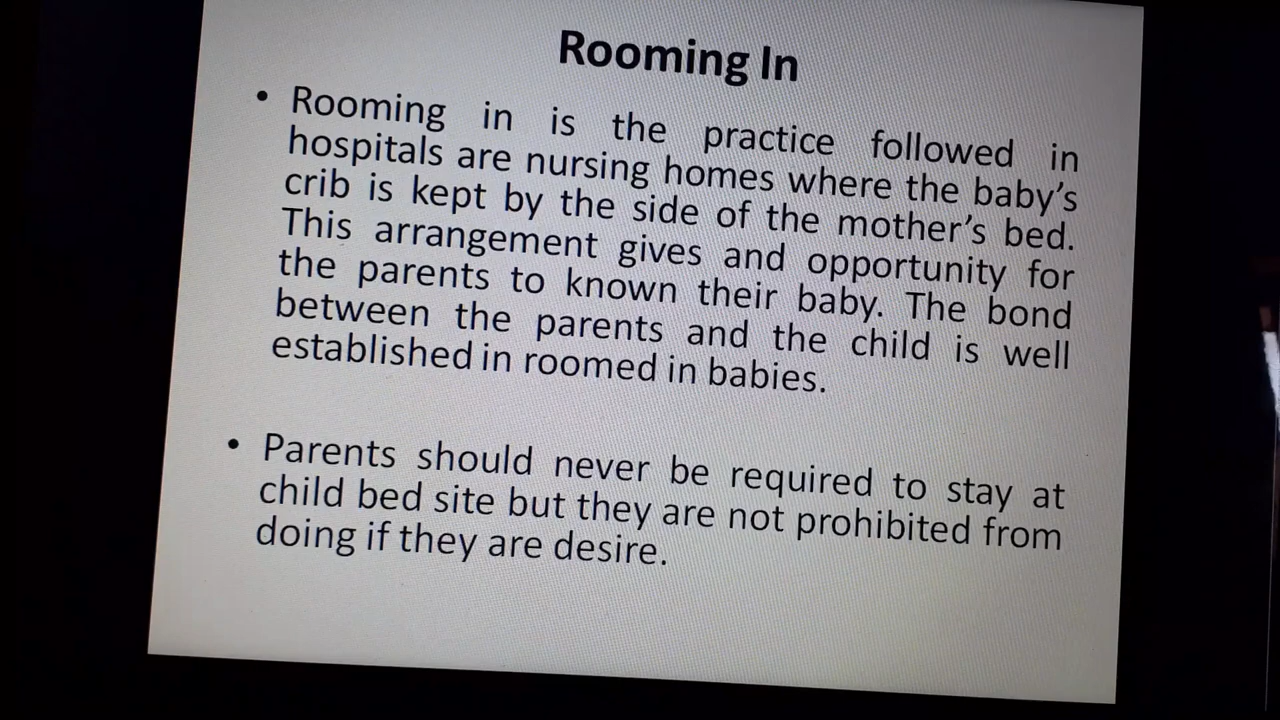 Rooming In
• Rooming in is the practice followed in
hospitals are nursing homes where the baby's
crib is kept by the side of the mother's bed.
This arrangement gives and opportunity for
the parents to known their baby. The bond
between the parents and the child is well
established in roomed in babies.
• Parents should never be required to stay at
child bed site but they are not prohibited from
doing if they are desire.